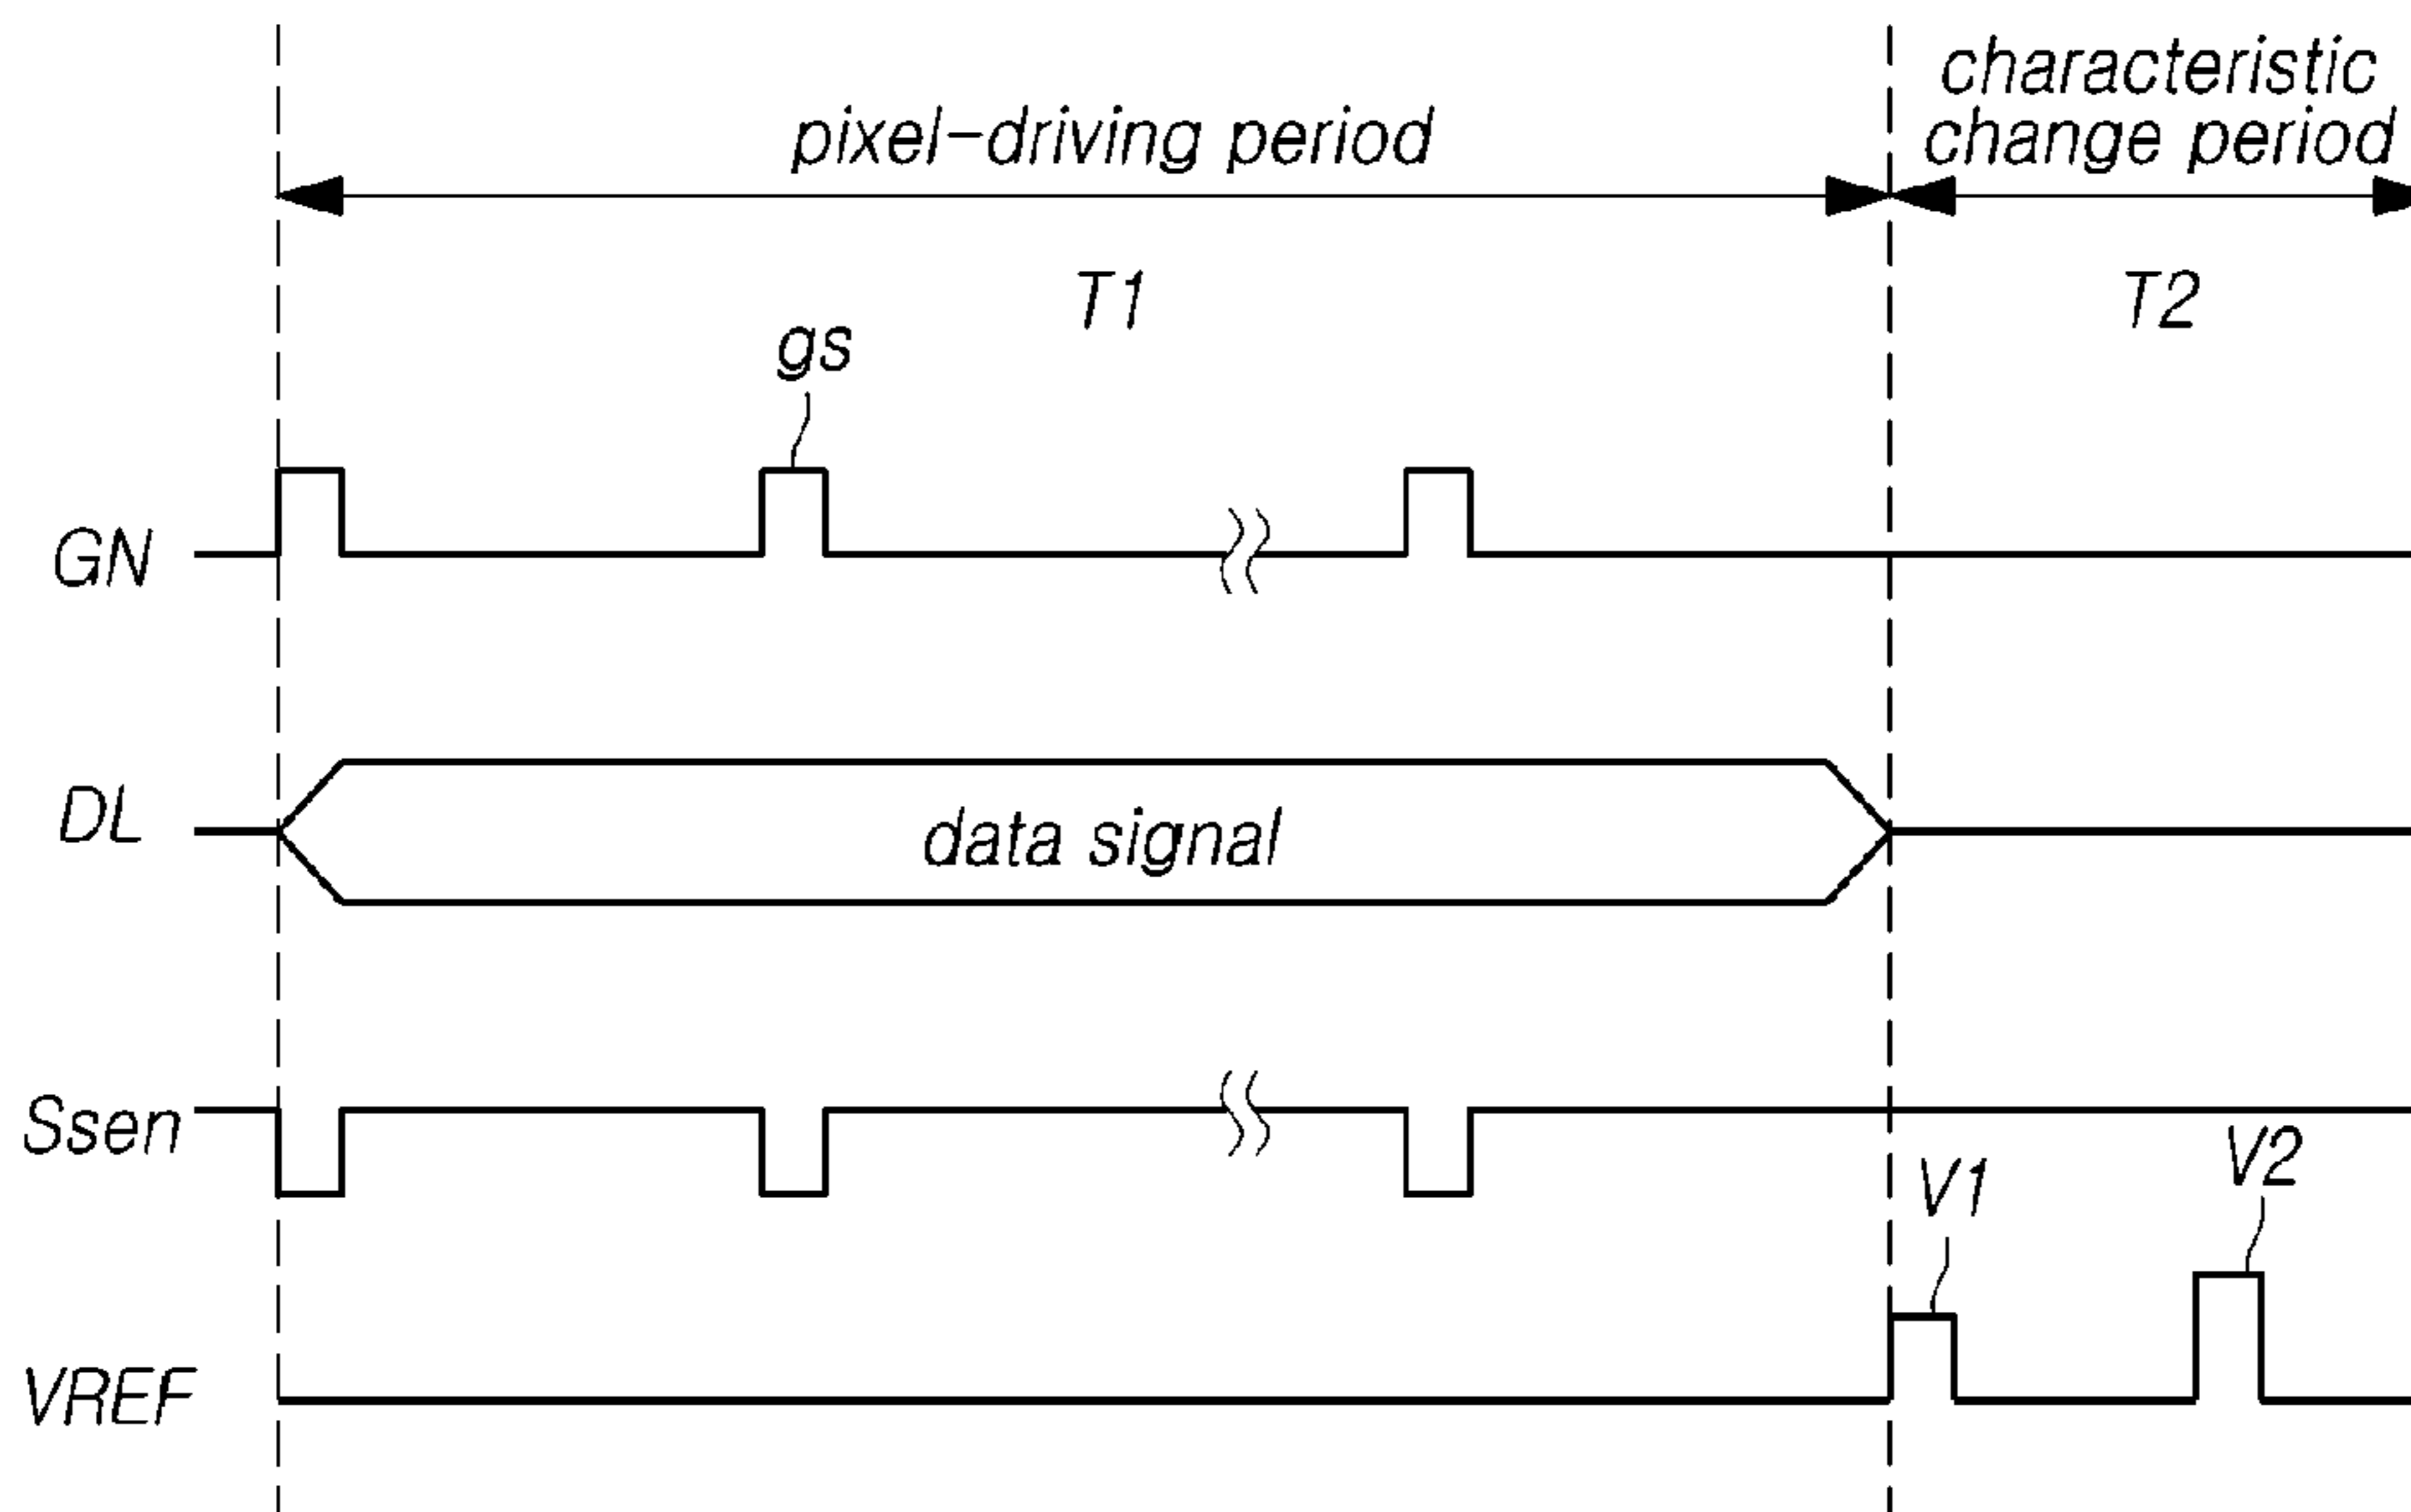 characteristic
pixel-driving period
change period
T1
T2
gs
GN
DL
data signal
Ssen
V1
V2
VREF